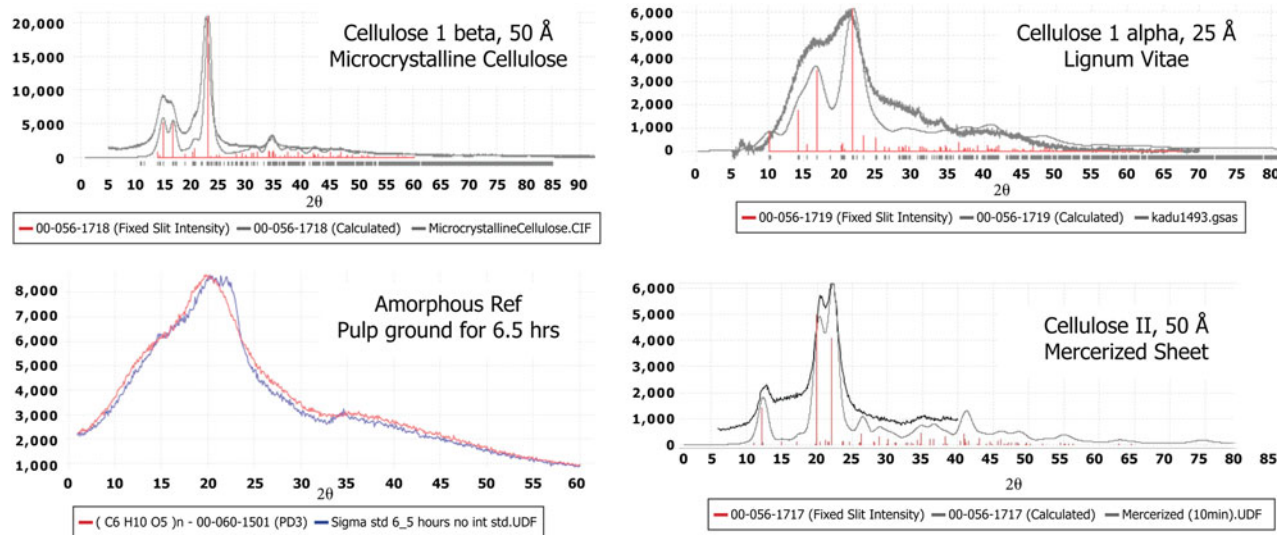 Cellulose 1 beta, 50 Å
Microcrystalline Cellulose
20,000
15,000
10,000
5,000
0
0 5 10 15 20 25 30 35 40 45 50 55 60 65 70 75 80 85 90
2θ
00-056-1718 (Fixed Slit Intensity) 00-056-1718 (Calculated) MicrocrystallineCellulose.CIF
Cellulose 1 alpha, 25 Å
Lignum Vitae
6,000
5,000
4,000
3,000
2,000
1,000
0
0 5 10 15 20 25 30 35 40 45 50 55 60 65 70 75 80
2θ
00-056-1719 (Fixed Slit Intensity) 00-056-1719 (Calculated) kadu1493.gsas
Amorphous Ref
Pulp ground for 6.5 hrs
8,000
7,000
6,000
5,000
4,000
3,000
2,000
1,000
0 5 10 15 20 25 30 35 40 45 50 55 60
2θ
( C6 H10 O5 )n - 00-060-1501 (PD3) Sigma std 6_5 hours no int std.UDF
Cellulose II, 50 Å
Mercerized Sheet
6,000
5,000
4,000
3,000
2,000
1,000
0
0 5 10 15 20 25 30 35 40 45 50 55 60 65 70 75 80 85
2θ
00-056-1717 (Fixed Slit Intensity) 00-056-1717 (Calculated) Mercerized (10min).UDF